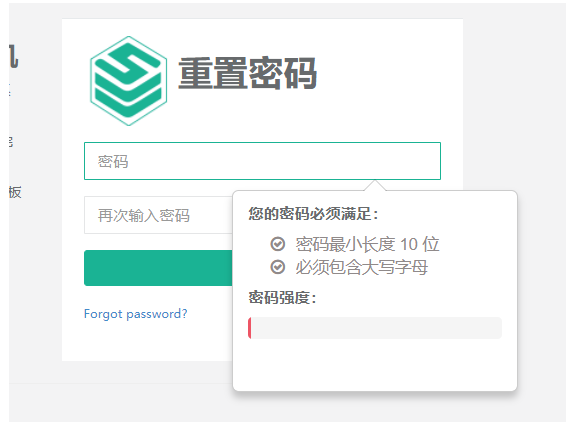 重置密码
密码
再次输入密码
Forgot password?
板
您的密码必须满足：
密码最小长度 10 位
必须包含大写字母
密码强度：